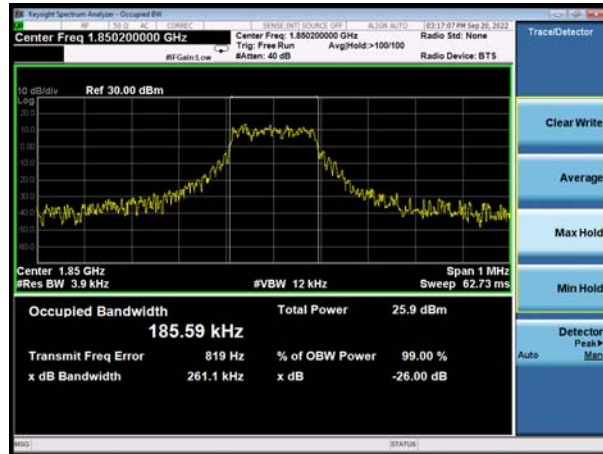 Keysight Spectrum Analyzer - Occupied BW
RF 50 Ω AC CORREC SENSE:INT SOURCE OFF ALIGN AUTO 03:17:07 PM Sep 20, 2022
Center Freq 1.850200000 GHz Center Freq: 1.850200000 GHz Radio Std: None
Trig: Free Run Avg|Hold:>100/100
#IFGain:Low #Atten: 40 dB Radio Device: BTS
Trace/Detector
10 dB/div Ref 30.00 dBm
Log
20.0
10.0
0.00
-10.0
-20.0
-30.0
-40.0
-50.0
-60.0
Center 1.85 GHz Span 1 MHz
#Res BW 3.9 kHz #VBW 12 kHz Sweep 62.73 ms
Occupied Bandwidth Total Power 25.9 dBm
185.59 kHz
Transmit Freq Error 819 Hz % of OBW Power 99.00 %
x dB Bandwidth 261.1 kHz x dB -26.00 dB
Clear Write
Average
Max Hold
Min Hold
Detector
Peak▶
Auto Man
MSG STATUS